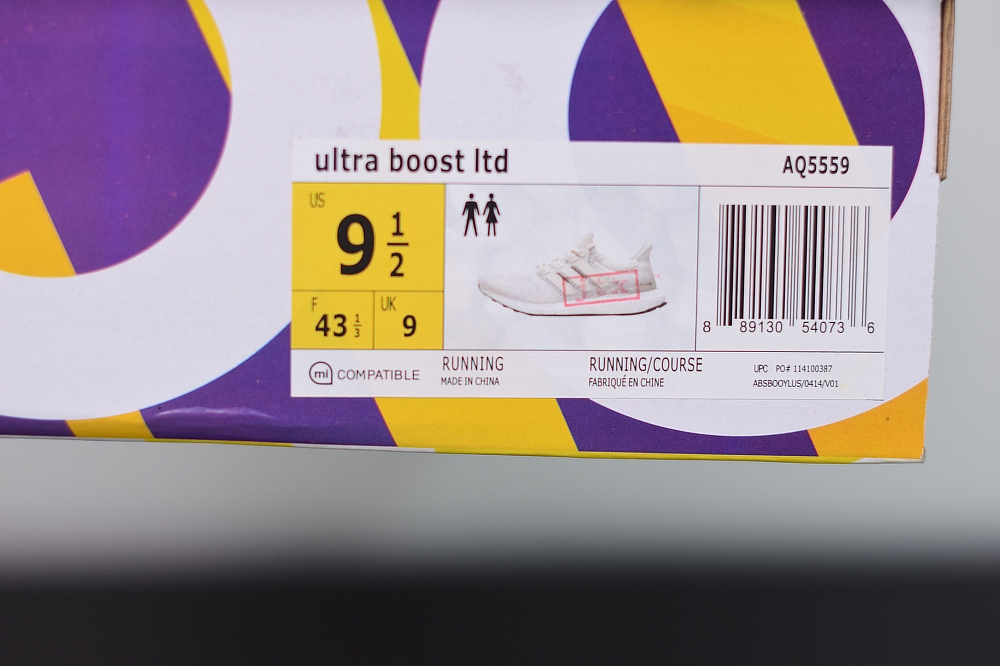 ultra boost ltd
AQ5559
US
9 1/2
F
43 1/3
UK
9
8 89130 54073 6
mi COMPATIBLE
RUNNING
MADE IN CHINA
RUNNING/COURSE
FABRIQUÉ EN CHINE
UPC PO# 114100387
ABSBOOYLUS/0414/V01